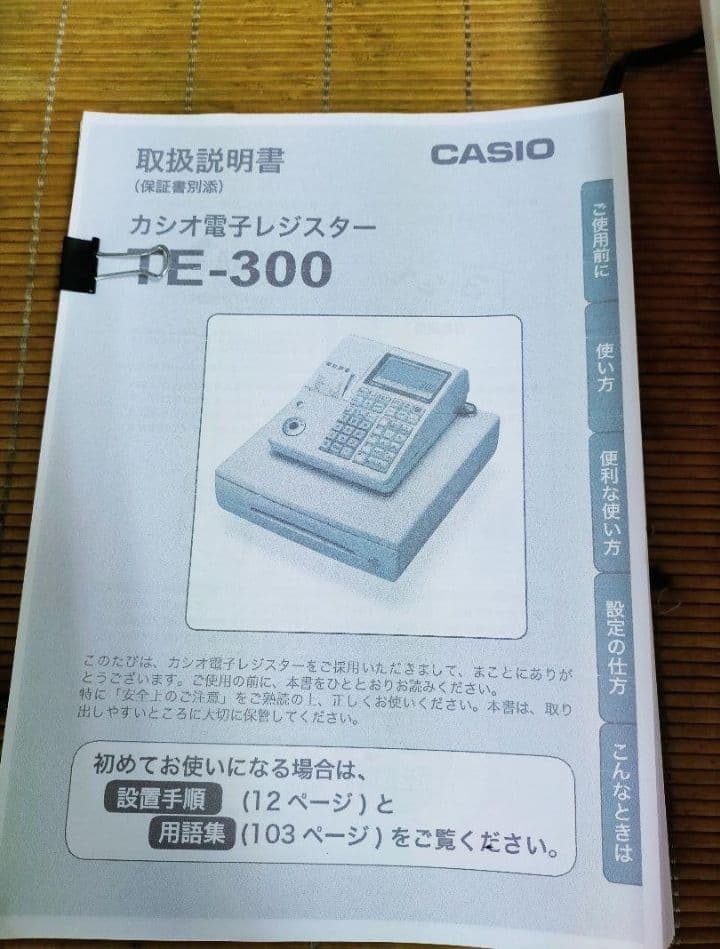 取扱説明書
(保証書別添)
CASIO
カシオ電子レジスター
TE-300
ご使用前に
使い方
便利な使い方
設定の仕方
こんなときは
このたびは、カシオ電子レジスターをご採用いただきまして、まことにありが
とうございます。ご使用の前に、本書をひととおりお読みください。
特に「安全上のご注意」をご熟読の上、正しくお使いください。本書は、取り
出しやすいところに大切に保管してください。
初めてお使いになる場合は、
設置手順 (12ページ)と
用語集 (103ページ)をご覧ください。